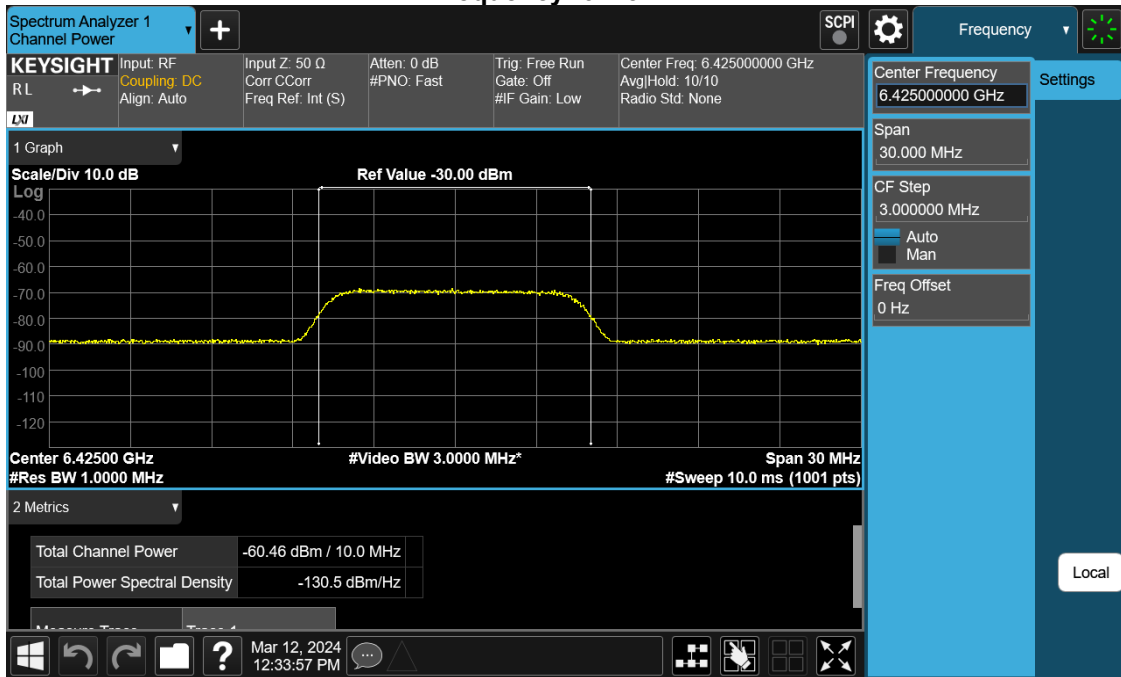 Spectrum Analyzer 1
Channel Power
SCPI
Frequency
KEYSIGHT
RL
LXI
Input: RF
Coupling: DC
Align: Auto
Input Z: 50 Ω
Corr CCorr
Freq Ref: Int (S)
Atten: 0 dB
#PNO: Fast
Trig: Free Run
Gate: Off
#IF Gain: Low
Center Freq: 6.425000000 GHz
Avg|Hold: 10/10
Radio Std: None
Center Frequency
6.425000000 GHz
Settings
Span
30.000 MHz
CF Step
3.000000 MHz
Auto
Man
Freq Offset
0 Hz
Local
1 Graph
Scale/Div 10.0 dB
Ref Value -30.00 dBm
Log
-40.0
-50.0
-60.0
-70.0
-80.0
-90.0
-100
-110
-120
Center 6.42500 GHz
#Video BW 3.0000 MHz*
Span 30 MHz
#Res BW 1.0000 MHz
#Sweep 10.0 ms (1001 pts)
2 Metrics
Total Channel Power -60.46 dBm / 10.0 MHz
Total Power Spectral Density -130.5 dBm/Hz
?
Mar 12, 2024
12:33:57 PM